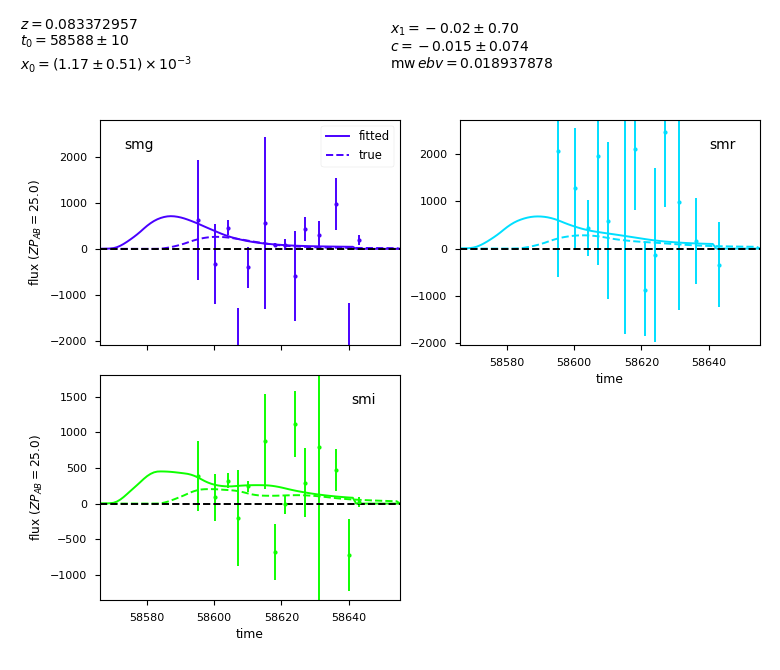 z = 0.083372957
t₀ = 58588 ± 10
x₀ = (1.17 ± 0.51) × 10⁻³
x₁ = −0.02 ± 0.70
c = −0.015 ± 0.074
mw ebv = 0.018937878
smg
fitted
true
2000
1000
0
−1000
−2000
flux (ZP_AB = 25.0)
smr
2000
1000
0
−1000
−2000
58580 58600 58620 58640
time
smi
1500
1000
500
0
−500
−1000
flux (ZP_AB = 25.0)
58580 58600 58620 58640
time